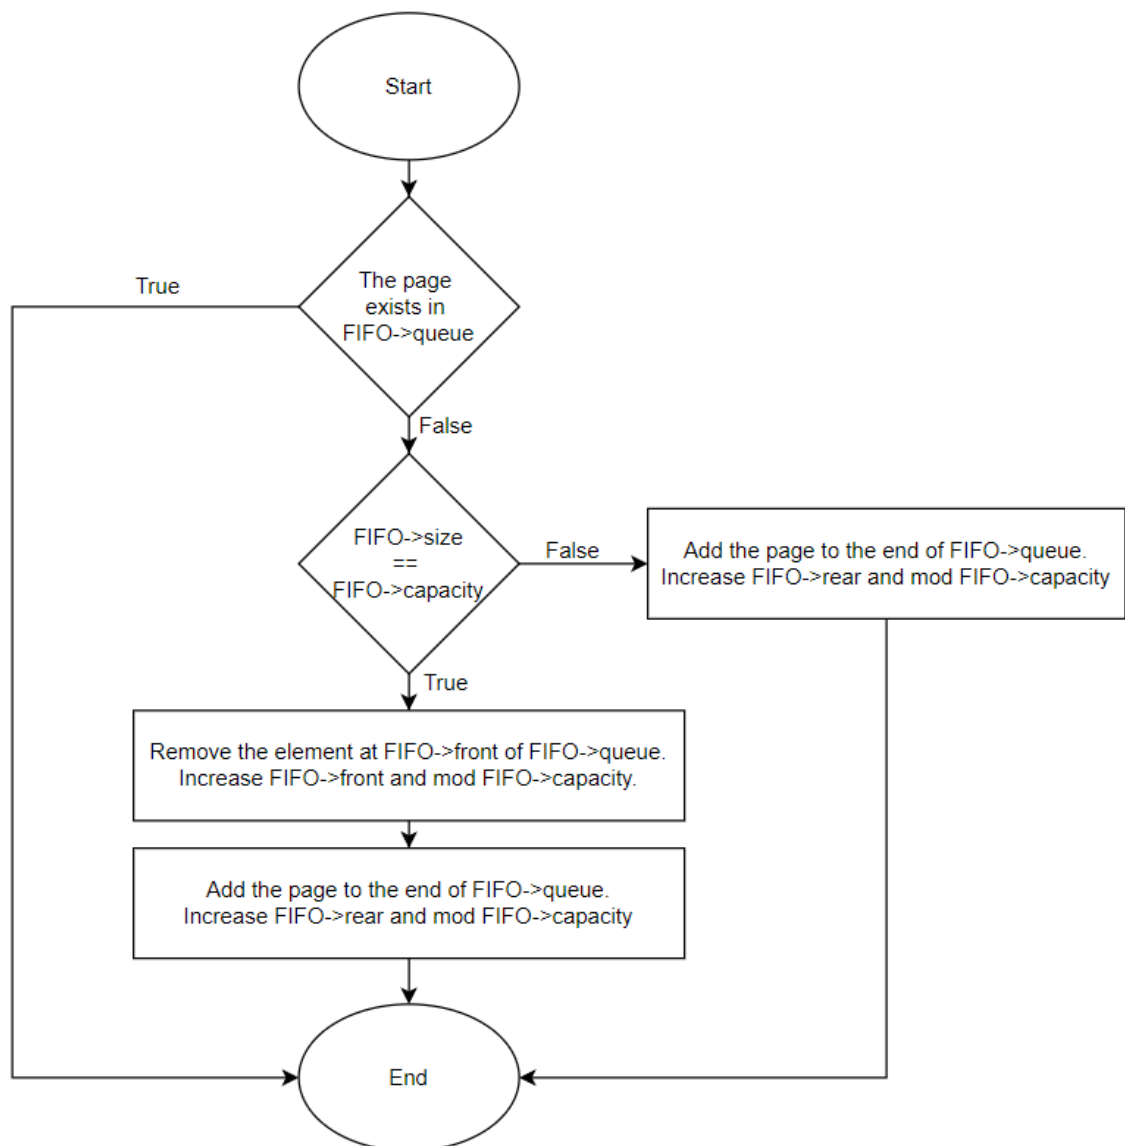 Start
The page
exists in
FIFO->queue
True
False
FIFO->size
==
FIFO->capacity
False
Add the page to the end of FIFO->queue.
Increase FIFO->rear and mod FIFO->capacity
True
Remove the element at FIFO->front of FIFO->queue.
Increase FIFO->front and mod FIFO->capacity.
Add the page to the end of FIFO->queue.
Increase FIFO->rear and mod FIFO->capacity
End